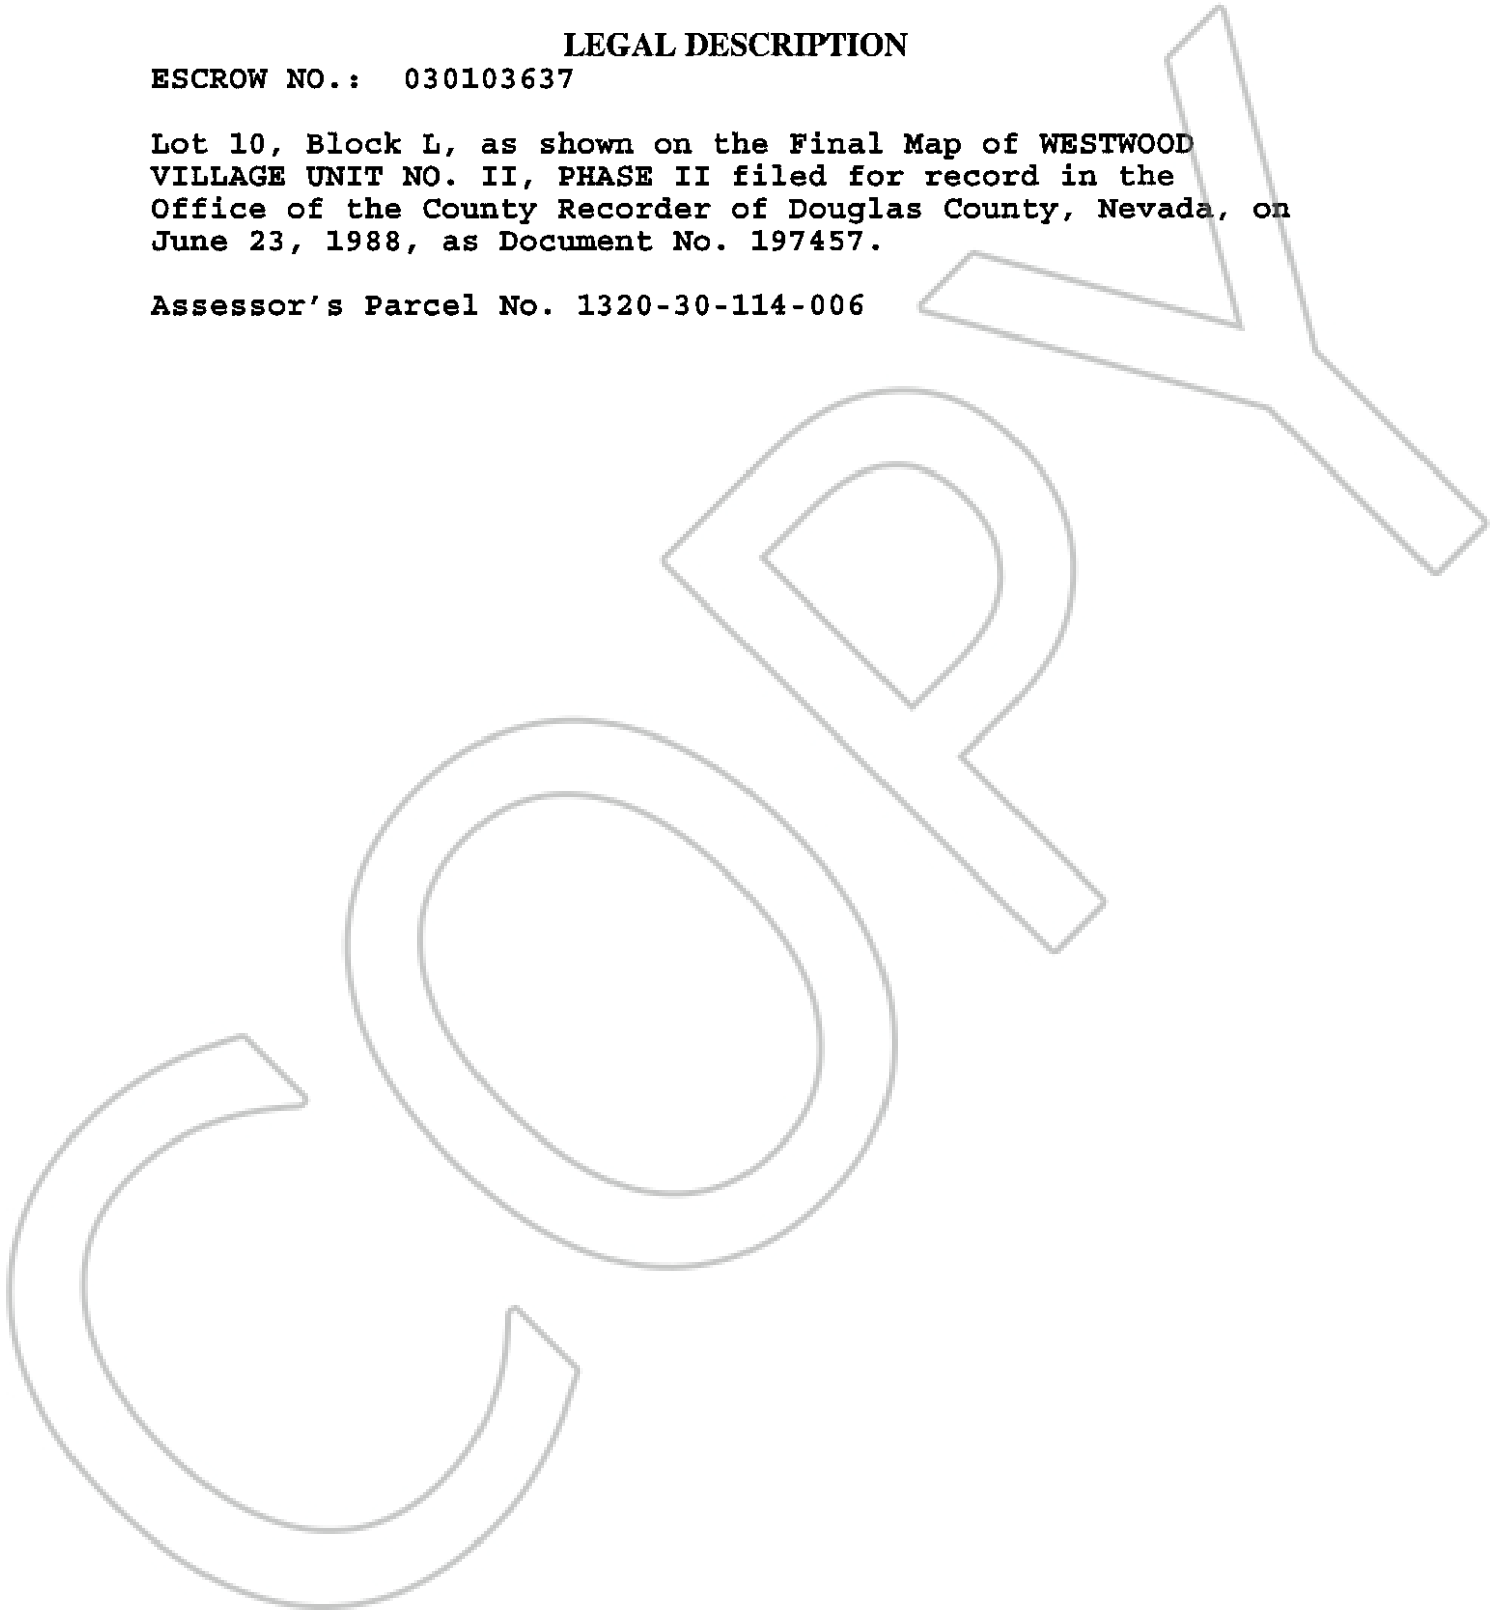 LEGAL DESCRIPTION
ESCROW NO.: 030103637
Lot 10, Block L, as shown on the Final Map of WESTWOOD
VILLAGE UNIT NO. II, PHASE II filed for record in the
Office of the County Recorder of Douglas County, Nevada, on
June 23, 1988, as Document No. 197457.
Assessor's Parcel No. 1320-30-114-006
COPY